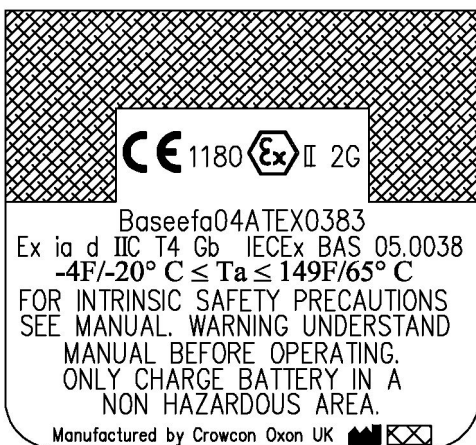 CE 1180 Ex II 2G
Baseefa04ATEX0383
Ex ia d IIC T4 Gb IECEx BAS 05.0038
-4F/-20° C ≤ Ta ≤ 149F/65° C
FOR INTRINSIC SAFETY PRECAUTIONS
SEE MANUAL. WARNING UNDERSTAND
MANUAL BEFORE OPERATING.
ONLY CHARGE BATTERY IN A
NON HAZARDOUS AREA.
Manufactured by Crowcon Oxon UK